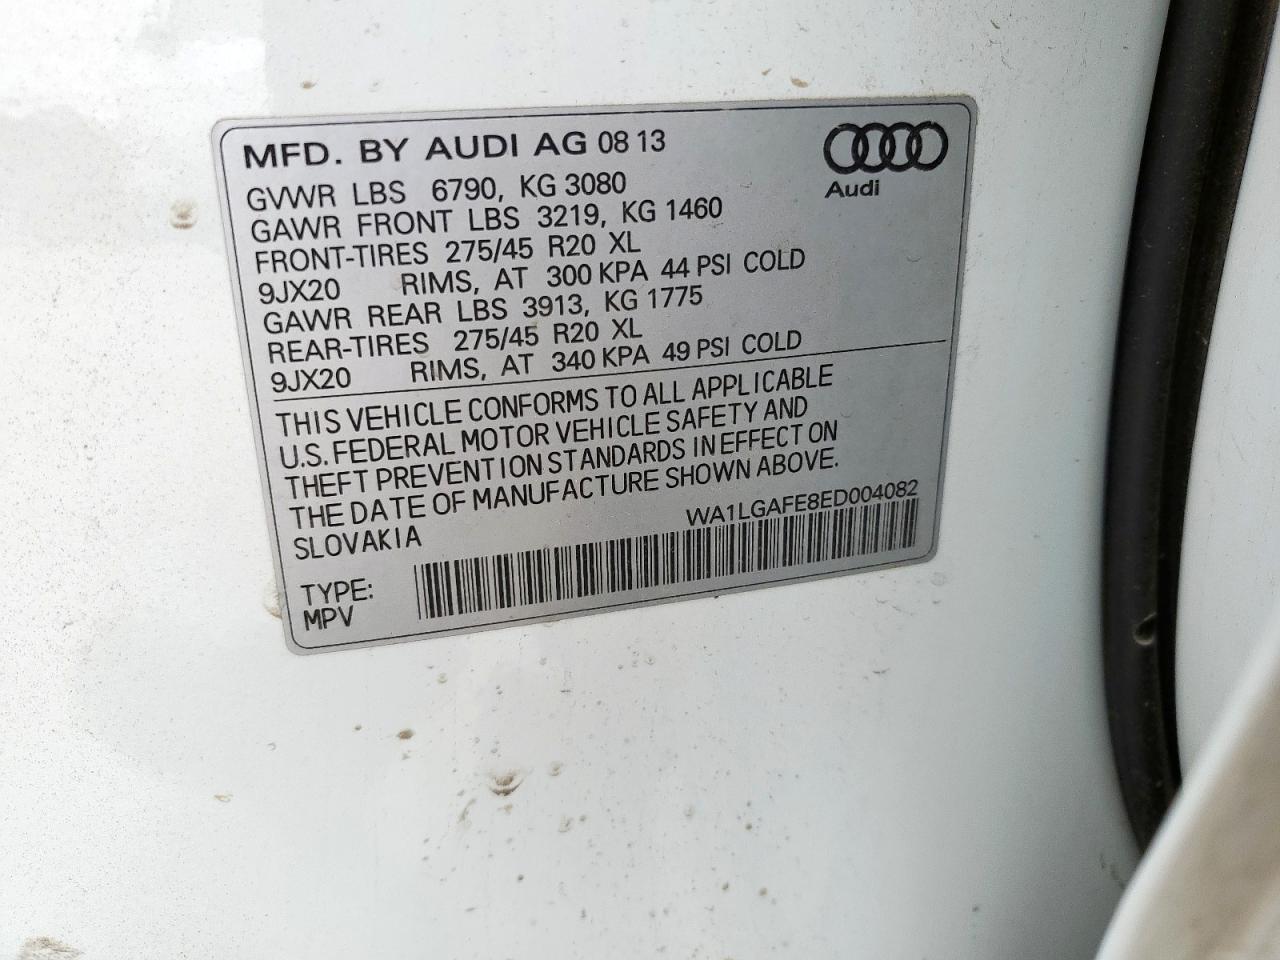 MFD. BY AUDI AG 08 13
Audi
GVWR LBS 6790, KG 3080
GAWR FRONT LBS 3219, KG 1460
FRONT-TIRES 275/45 R20 XL
9JX20 RIMS, AT 300 KPA 44 PSI COLD
GAWR REAR LBS 3913, KG 1775
REAR-TIRES 275/45 R20 XL
9JX20 RIMS, AT 340 KPA 49 PSI COLD
THIS VEHICLE CONFORMS TO ALL APPLICABLE
U.S. FEDERAL MOTOR VEHICLE SAFETY AND
THEFT PREVENTION STANDARDS IN EFFECT ON
THE DATE OF MANUFACTURE SHOWN ABOVE.
SLOVAKIA
WA1LGAFE8ED004082
TYPE:
MPV